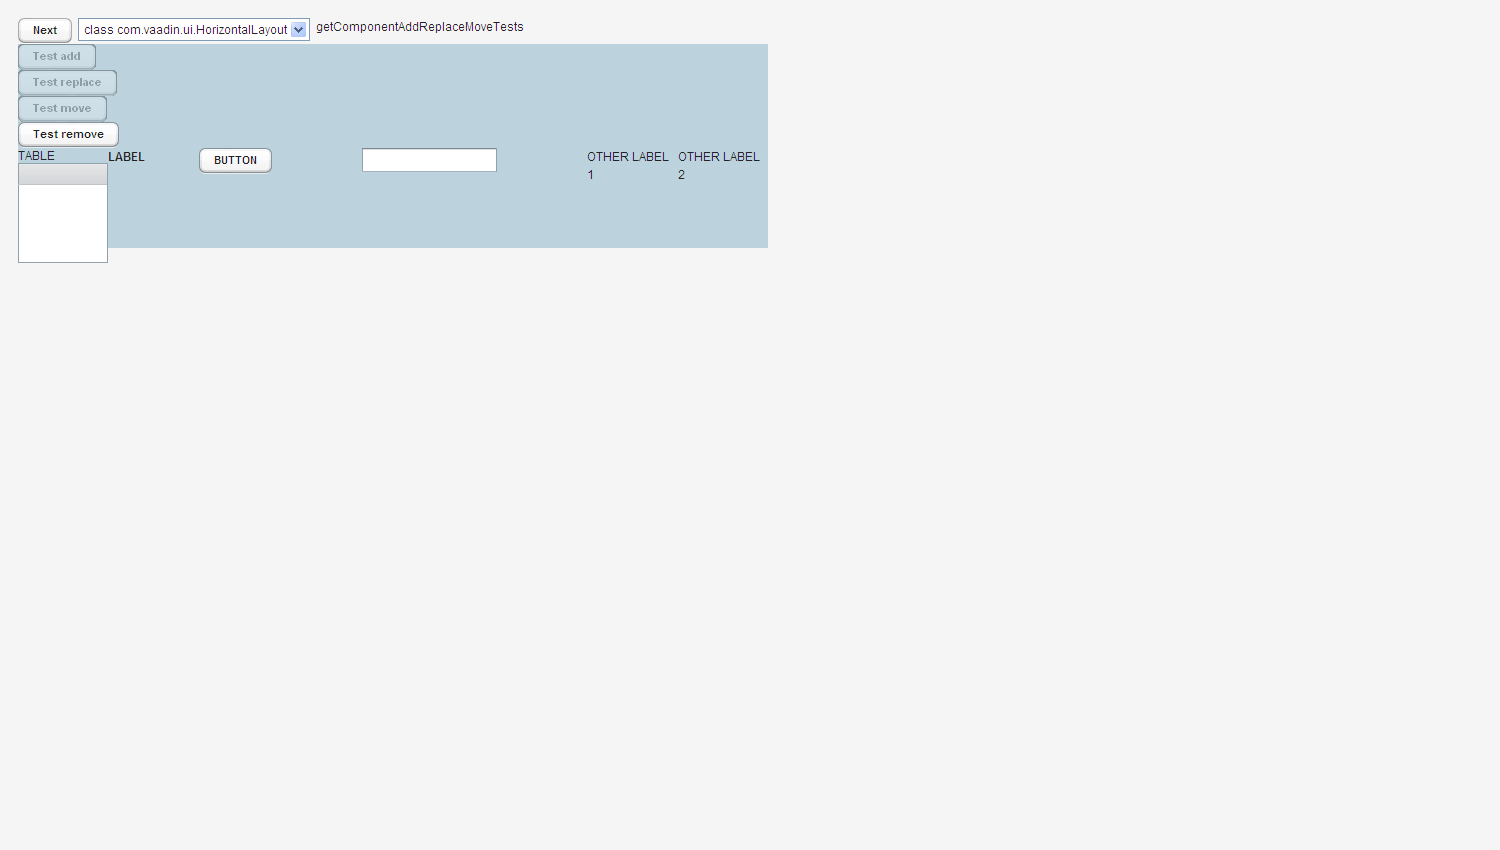 Next class com.vaadin.ui.HorizontalLayout getComponentAddReplaceMoveTests
Test add
Test replace
Test move
Test remove
TABLE LABEL BUTTON OTHER LABEL 1 OTHER LABEL 2